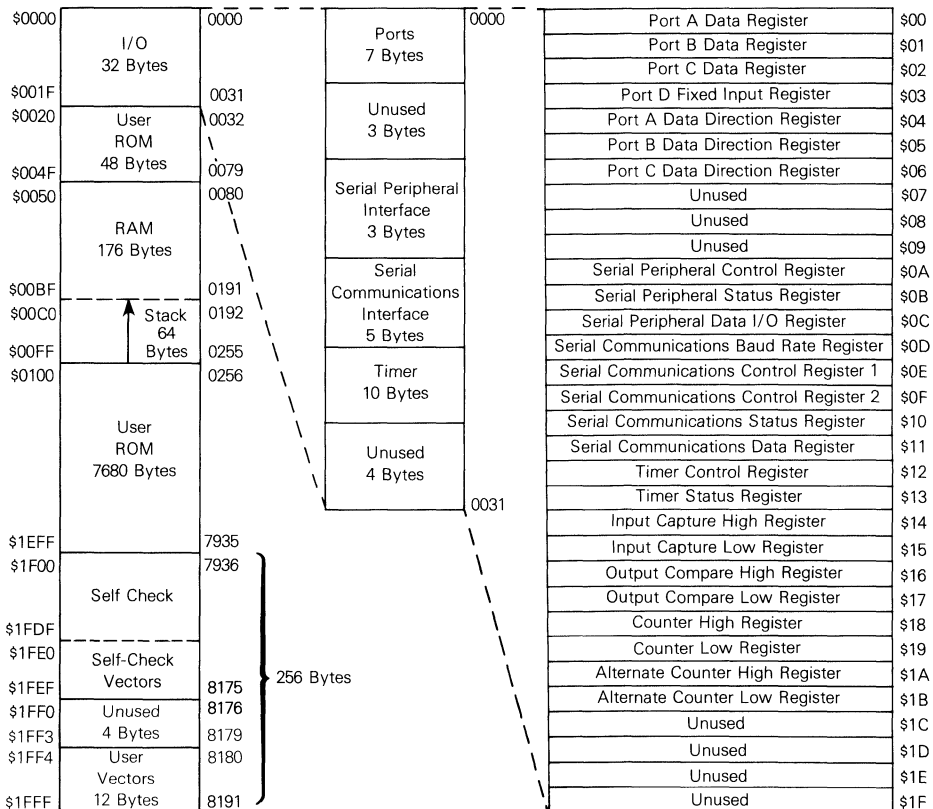 $0000
I/O
32 Bytes
0000
$001F
0031
$0020
User
ROM
48 Bytes
0032
$004F
0079
$0050
0080
RAM
176 Bytes
$00BF
0191
$00C0
Stack
64
Bytes
0192
$00FF
0255
$0100
0256
User
ROM
7680 Bytes
$1EFF
7935
$1F00
7936
Self Check
$1FDF
$1FE0
Self-Check
Vectors
$1FEF
8175
$1FF0
Unused
4 Bytes
8176
$1FF3
8179
$1FF4
User
Vectors
12 Bytes
8180
$1FFF
8191
256 Bytes
0000
Ports
7 Bytes
Unused
3 Bytes
Serial Peripheral
Interface
3 Bytes
Serial
Communications
Interface
5 Bytes
Timer
10 Bytes
Unused
4 Bytes
0031
Port A Data Register $00
Port B Data Register $01
Port C Data Register $02
Port D Fixed Input Register $03
Port A Data Direction Register $04
Port B Data Direction Register $05
Port C Data Direction Register $06
Unused $07
Unused $08
Unused $09
Serial Peripheral Control Register $0A
Serial Peripheral Status Register $0B
Serial Peripheral Data I/O Register $0C
Serial Communications Baud Rate Register $0D
Serial Communications Control Register 1 $0E
Serial Communications Control Register 2 $0F
Serial Communications Status Register $10
Serial Communications Data Register $11
Timer Control Register $12
Timer Status Register $13
Input Capture High Register $14
Input Capture Low Register $15
Output Compare High Register $16
Output Compare Low Register $17
Counter High Register $18
Counter Low Register $19
Alternate Counter High Register $1A
Alternate Counter Low Register $1B
Unused $1C
Unused $1D
Unused $1E
Unused $1F